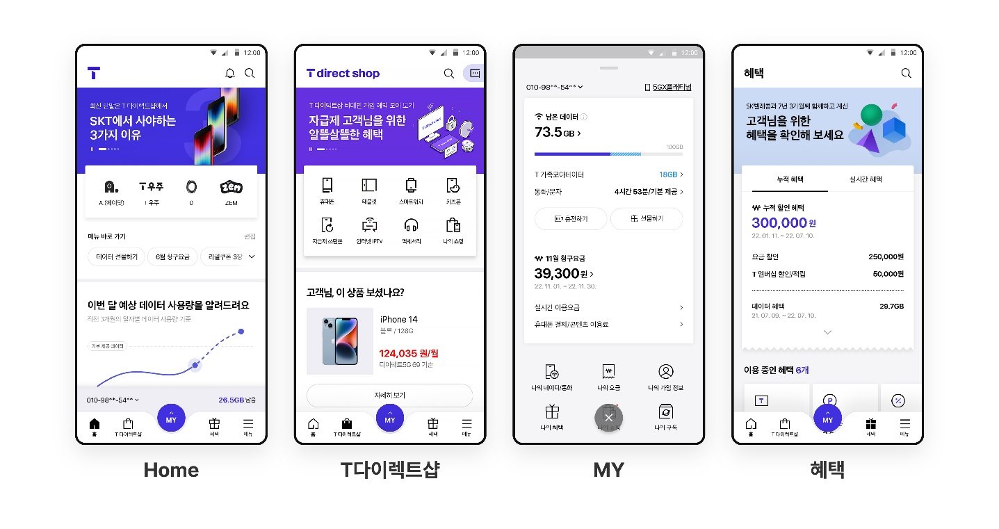 12:00
T
최신 단말은 T 다이렉트샵에서
SKT에서 사야하는
3가지 이유
A.(에이닷)
T우주
T 우주
0
ZEM
ZEM
메뉴 바로 가기
편집
데이터 선물하기
6월 청구요금
리필쿠폰 3장
이번 달 예상 데이터 사용량을 알려드려요
직전 3개월의 일자별 데이터 사용량 기준
기본 제공 데이터
010-98**-54**
26.5GB 남음
홈
T 다이렉트샵
MY
혜택
메뉴
Home
12:00
T direct shop
T 다이렉트샵 비대면 가입 혜택 모아 보기
자급제 고객님을 위한
알뜰살뜰한 혜택
휴대폰
태블릿
스마트워치
키즈폰
자급제 쓰던폰
인터넷 IPTV
액세서리
나의 쇼핑
고객님, 이 상품 보셨나요?
iPhone 14
블루 / 128G
124,035 원/월
다이렉트5G 69 기준
자세히 보기
홈
T 다이렉트샵
MY
혜택
메뉴
T다이렉트샵
12:00
010-98**-54**
5GX플래티넘
남은 데이터
73.5 GB
100GB
T 가족모아데이터
18GB
통화/문자
4시간 53분/기본 제공
충전하기
선물하기
₩ 11월 청구요금
39,300 원
22. 11. 01. ~ 22. 11. 30.
실시간 이용요금
휴대폰 결제/콘텐츠 이용료
나의 데이터/통화
나의 요금
나의 가입 정보
나의 혜택
나의 구독
MY
12:00
혜택
SK텔레콤과 7년 3개월째 함께하고 계신
고객님을 위한
혜택을 확인해 보세요
누적 혜택
실시간 혜택
₩ 누적 할인 혜택
300,000 원
22. 01. 11. ~ 22. 07. 10.
요금 할인
250,000원
T 멤버십 할인/적립
50,000원
데이터 혜택
29.7GB
21. 07. 09. ~ 22. 07. 10.
이용 중인 혜택 6개
T
P
홈
T 다이렉트샵
MY
혜택
메뉴
혜택